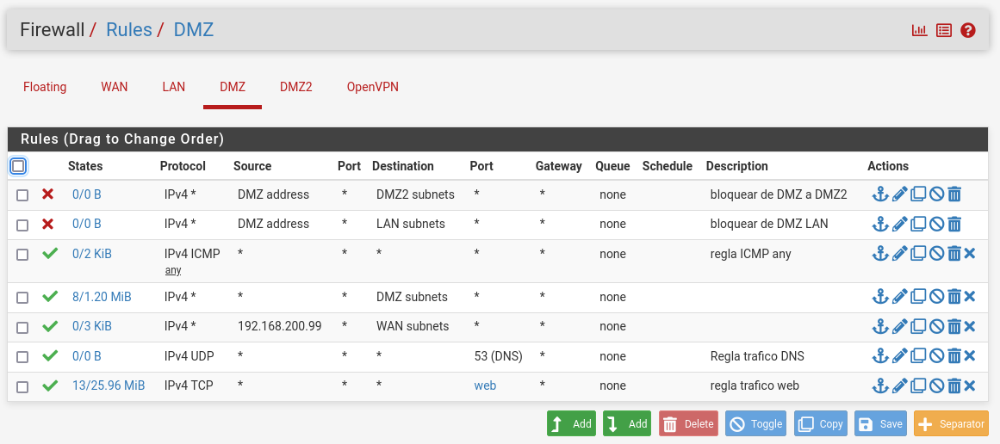 Firewall / Rules / DMZ
Floating WAN LAN DMZ DMZ2 OpenVPN
Rules (Drag to Change Order)
States Protocol Source Port Destination Port Gateway Queue Schedule Description Actions
0/0 B IPv4 * DMZ address * DMZ2 subnets * * none bloquear de DMZ a DMZ2
0/0 B IPv4 * DMZ address * LAN subnets * * none bloquear de DMZ LAN
0/2 KiB IPv4 ICMP * * * * * none regla ICMP any
any
8/1.20 MiB IPv4 * * * DMZ subnets * * none
0/3 KiB IPv4 * 192.168.200.99 * WAN subnets * * none
0/0 B IPv4 UDP * * * 53 (DNS) * none Regla trafico DNS
13/25.96 MiB IPv4 TCP * * * web * none regla trafico web
Add Add Delete Toggle Copy Save Separator